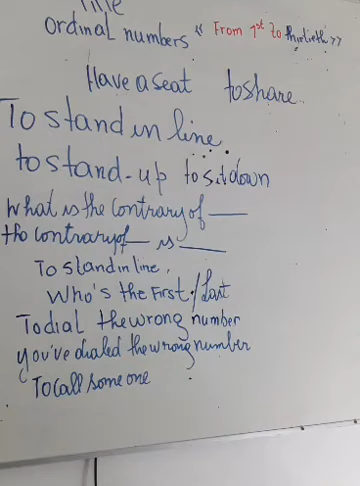 Title
ordinal numbers « From 1st to thirtieth »
Have a seat to share
To stand in line
to stand-up to sit down
What is the contrary of ___
the contrary of ___ is ___
To stand in line,
Who's the First / Last
To dial the wrong number
you've dialed the wrong number
To call some one